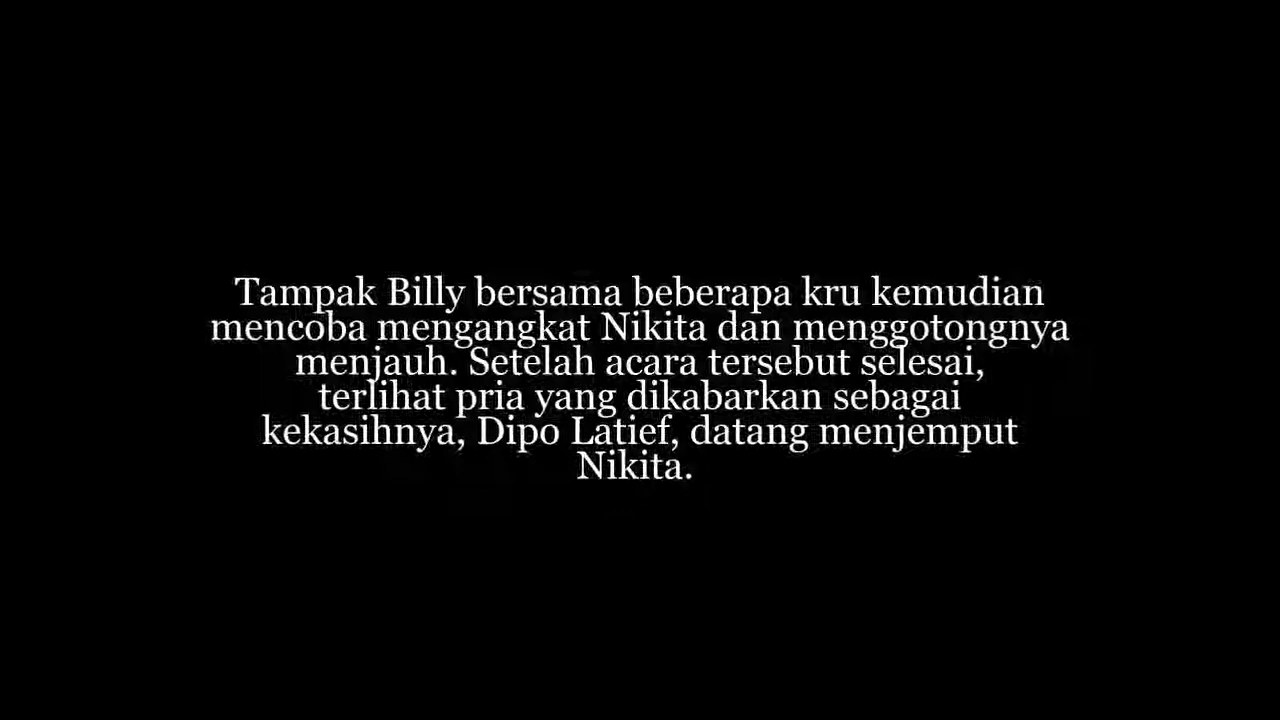 Tampak Billy bersama beberapa kru kemudian
mencoba mengangkat Nikita dan menggotongnya
menjauh. Setelah acara tersebut selesai,
terlihat pria yang dikabarkan sebagai
kekasihnya, Dipo Latief, datang menjemput
Nikita.